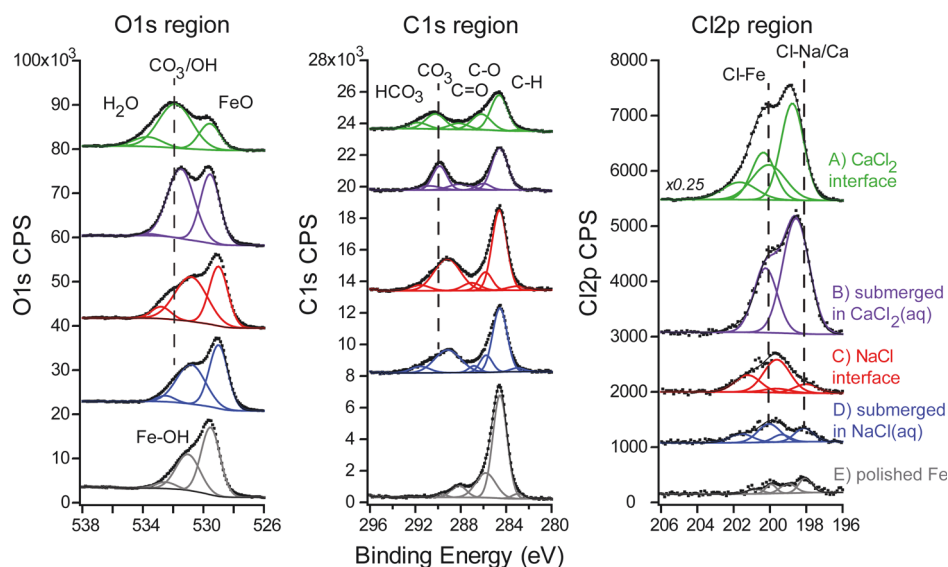 O1s region
C1s region
Cl2p region
100x10³
90
80
70
60
50
40
30
20
10
0
O1s CPS
CO₃/OH
H₂O
FeO
Fe-OH
538
534
530
526
28x10³
26
24
22
20
18
16
14
12
10
8
6
4
2
0
C1s CPS
HCO₃
CO₃
C=O
C-O
C-H
296
292
288
284
280
Binding Energy (eV)
8000
7000
6000
5000
4000
3000
2000
1000
0
Cl2p CPS
Cl-Na/Ca
Cl-Fe
x0.25
A) CaCl₂
interface
B) submerged
in CaCl₂(aq)
C) NaCl
interface
D) submerged
in NaCl(aq)
E) polished Fe
206
204
202
200
198
196